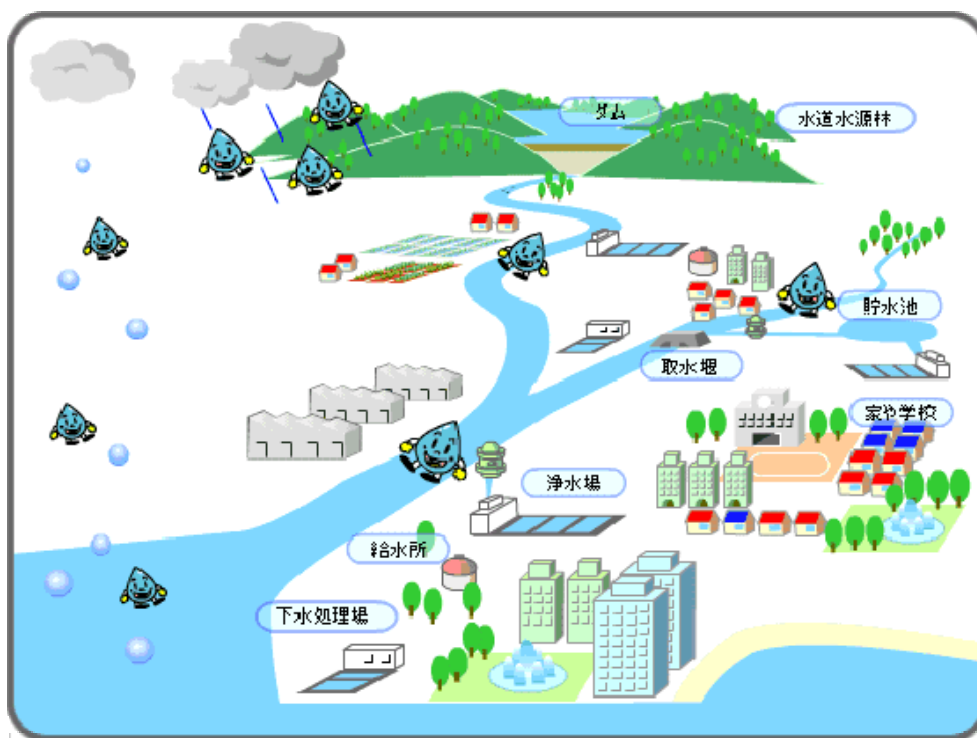 ダム
水道水源林
貯水池
取水堰
家や学校
浄水場
給水所
下水処理場